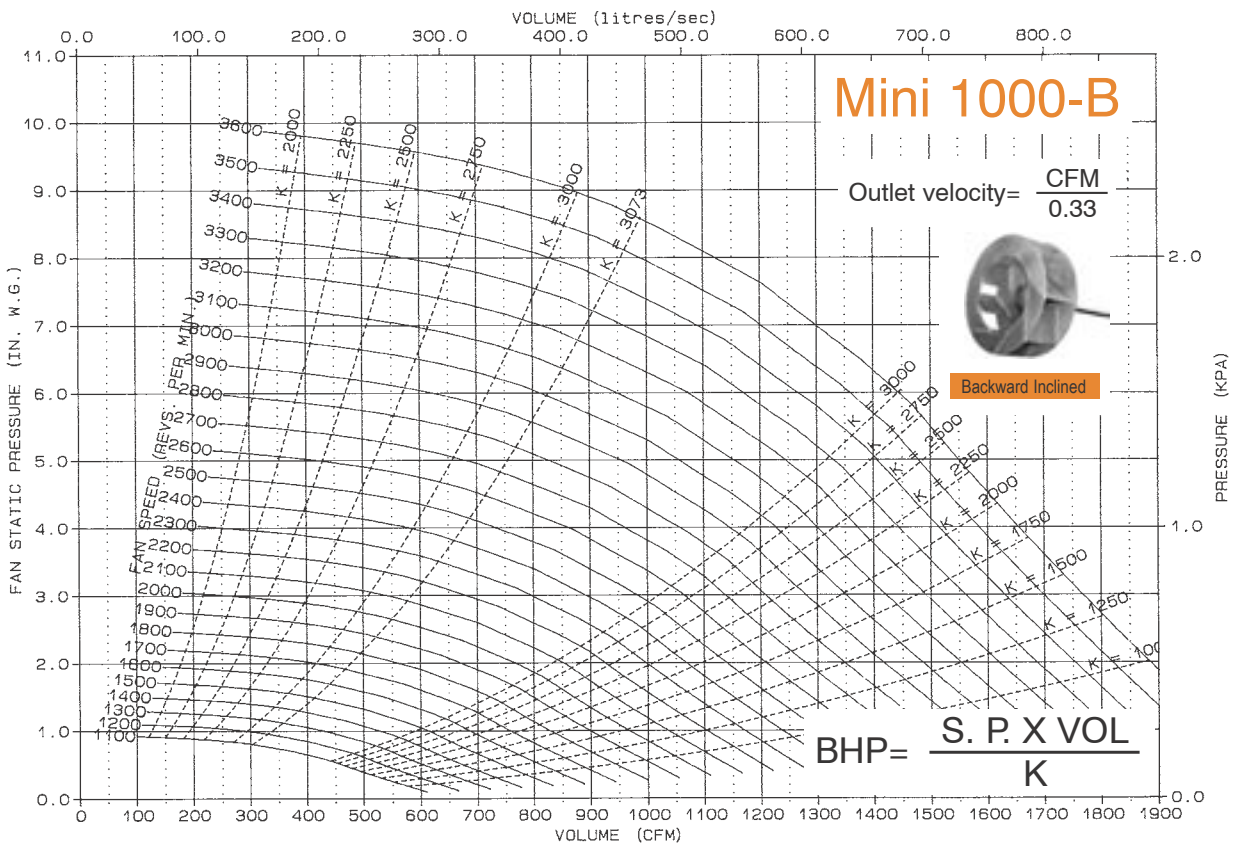 VOLUME (litres/sec)
0.0 100.0 200.0 300.0 400.0 500.0 600.0 700.0 800.0
11.0
10.0
9.0
8.0
7.0
6.0
5.0
4.0
3.0
2.0
1.0
0.0
FAN STATIC PRESSURE (IN. W.G.)
FAN SPEED (REVS PER MIN.)
3600
3500
3400
3300
3200
3100
3000
2900
2800
2700
2600
2500
2400
2300
2200
2100
2000
1900
1800
1700
1600
1500
1400
1300
1200
1100
K = 2000
K = 2250
K = 2500
K = 2750
K = 3000
K = 3073
K = 3000
K = 2750
K = 2500
K = 2250
K = 2000
K = 1750
K = 1500
K = 1250
K = 100
Mini 1000-B
Outlet velocity= CFM
0.33
Backward Inclined
BHP= S. P. X VOL
K
2.0
1.0
0.0
PRESSURE (KPA)
0 100 200 300 400 500 600 700 800 900 1000 1100 1200 1300 1400 1500 1600 1700 1800 1900
VOLUME (CFM)